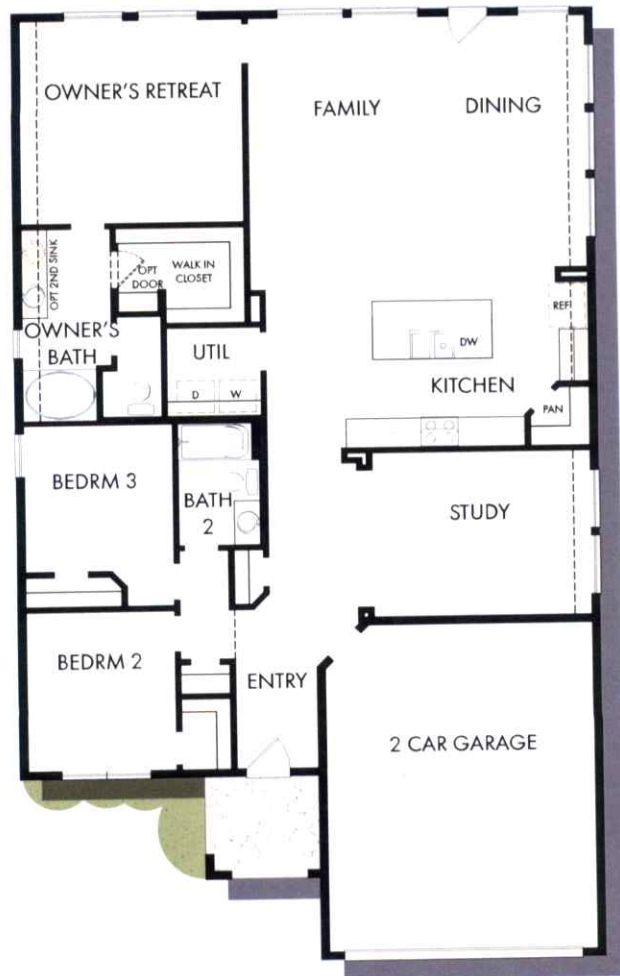 OWNER'S RETREAT
FAMILY
DINING
OPT 2ND SINK
OPT
DOOR
WALK IN
CLOSET
REF
OWNER'S
BATH
UTIL
D
W
DW
KITCHEN
PAN
BEDRM 3
BATH
2
STUDY
BEDRM 2
ENTRY
2 CAR GARAGE